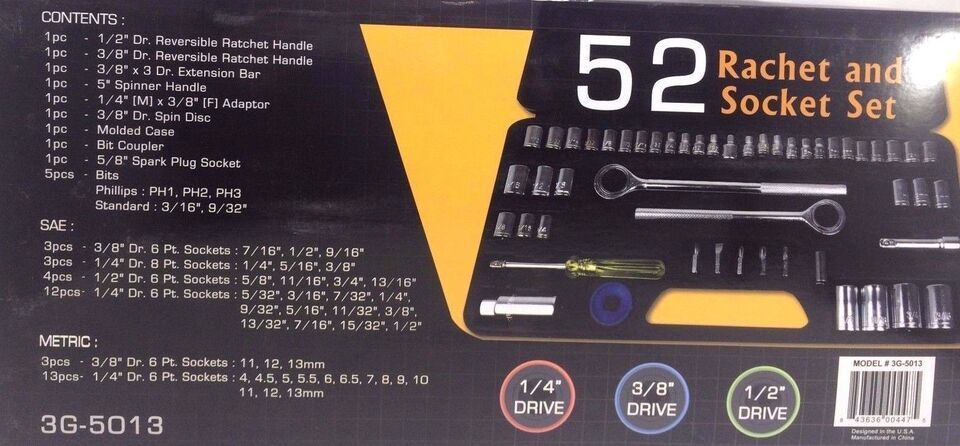 CONTENTS :
1pc - 1/2" Dr. Reversible Ratchet Handle
1pc - 3/8" Dr. Reversible Ratchet Handle
1pc - 3/8" x 3 Dr. Extension Bar
1pc - 5" Spinner Handle
1pc - 1/4" [M] x 3/8" [F] Adaptor
1pc - 3/8" Dr. Spin Disc
1pc - Molded Case
1pc - Bit Coupler
1pc - 5/8" Spark Plug Socket
5pcs - Bits
Phillips : PH1, PH2, PH3
Standard : 3/16", 9/32"
SAE :
3pcs - 3/8" Dr. 6 Pt. Sockets : 7/16", 1/2", 9/16"
3pcs - 1/4" Dr. 8 Pt. Sockets : 1/4", 5/16", 3/8"
4pcs - 1/2" Dr. 6 Pt. Sockets : 5/8", 11/16", 3/4", 13/16"
12pcs- 1/4" Dr. 6 Pt. Sockets : 5/32", 3/16", 7/32", 1/4",
9/32", 5/16", 11/32", 3/8",
13/32", 7/16", 15/32", 1/2"
METRIC :
3pcs - 3/8" Dr. 6 Pt. Sockets : 11, 12, 13mm
13pcs- 1/4" Dr. 6 Pt. Sockets : 4, 4.5, 5, 5.5, 6, 6.5, 7, 8, 9, 10
11, 12, 13mm
3G-5013
52 Rachet and
Socket Set
1/4"
DRIVE
3/8"
DRIVE
1/2"
DRIVE
MODEL # 3G-5013
43636 00447
Designed in the U.S.A.
Manufactured in China